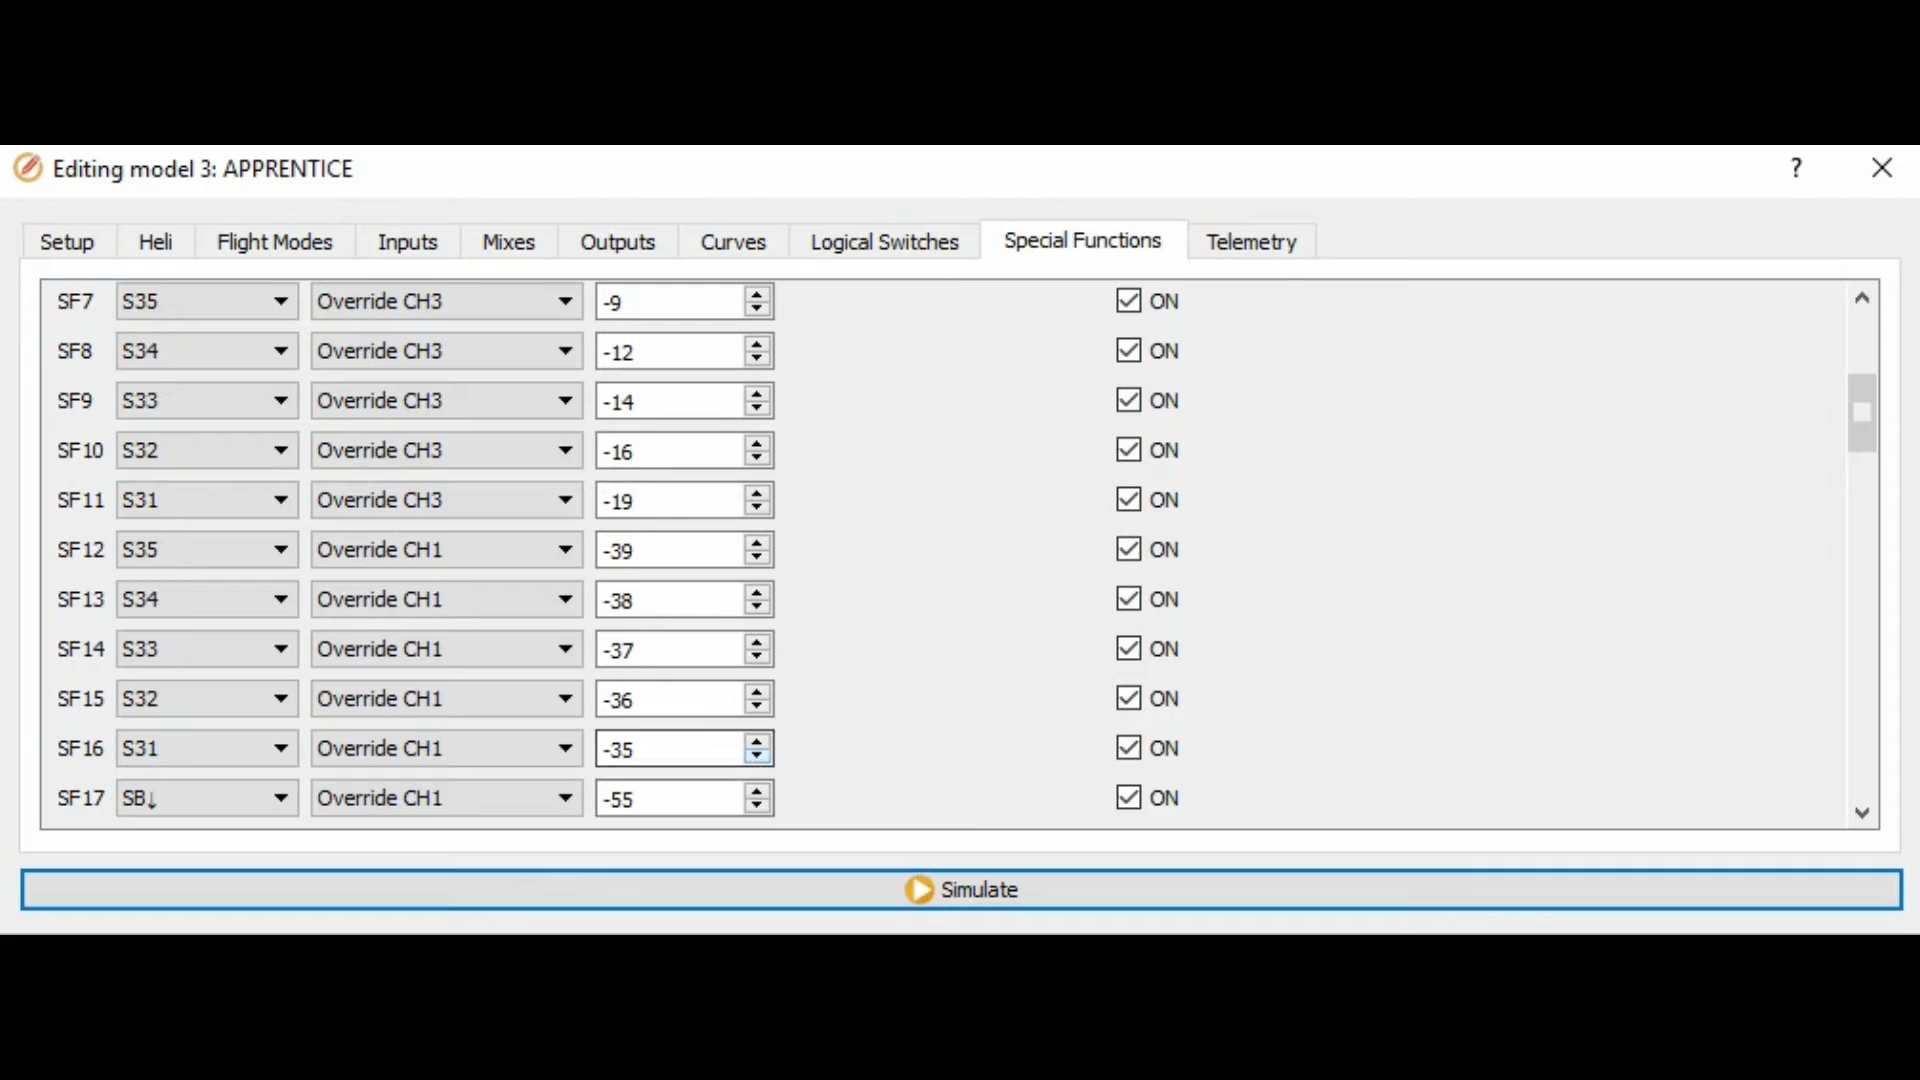 Editing model 3: APPRENTICE ?
Setup Heli Flight Modes Inputs Mixes Outputs Curves Logical Switches Special Functions Telemetry
SF7 S35 Override CH3 -9 ON
SF8 S34 Override CH3 -12 ON
SF9 S33 Override CH3 -14 ON
SF10 S32 Override CH3 -16 ON
SF11 S31 Override CH3 -19 ON
SF12 S35 Override CH1 -39 ON
SF13 S34 Override CH1 -38 ON
SF14 S33 Override CH1 -37 ON
SF15 S32 Override CH1 -36 ON
SF16 S31 Override CH1 -35 ON
SF17 SB↓ Override CH1 -55 ON
Simulate